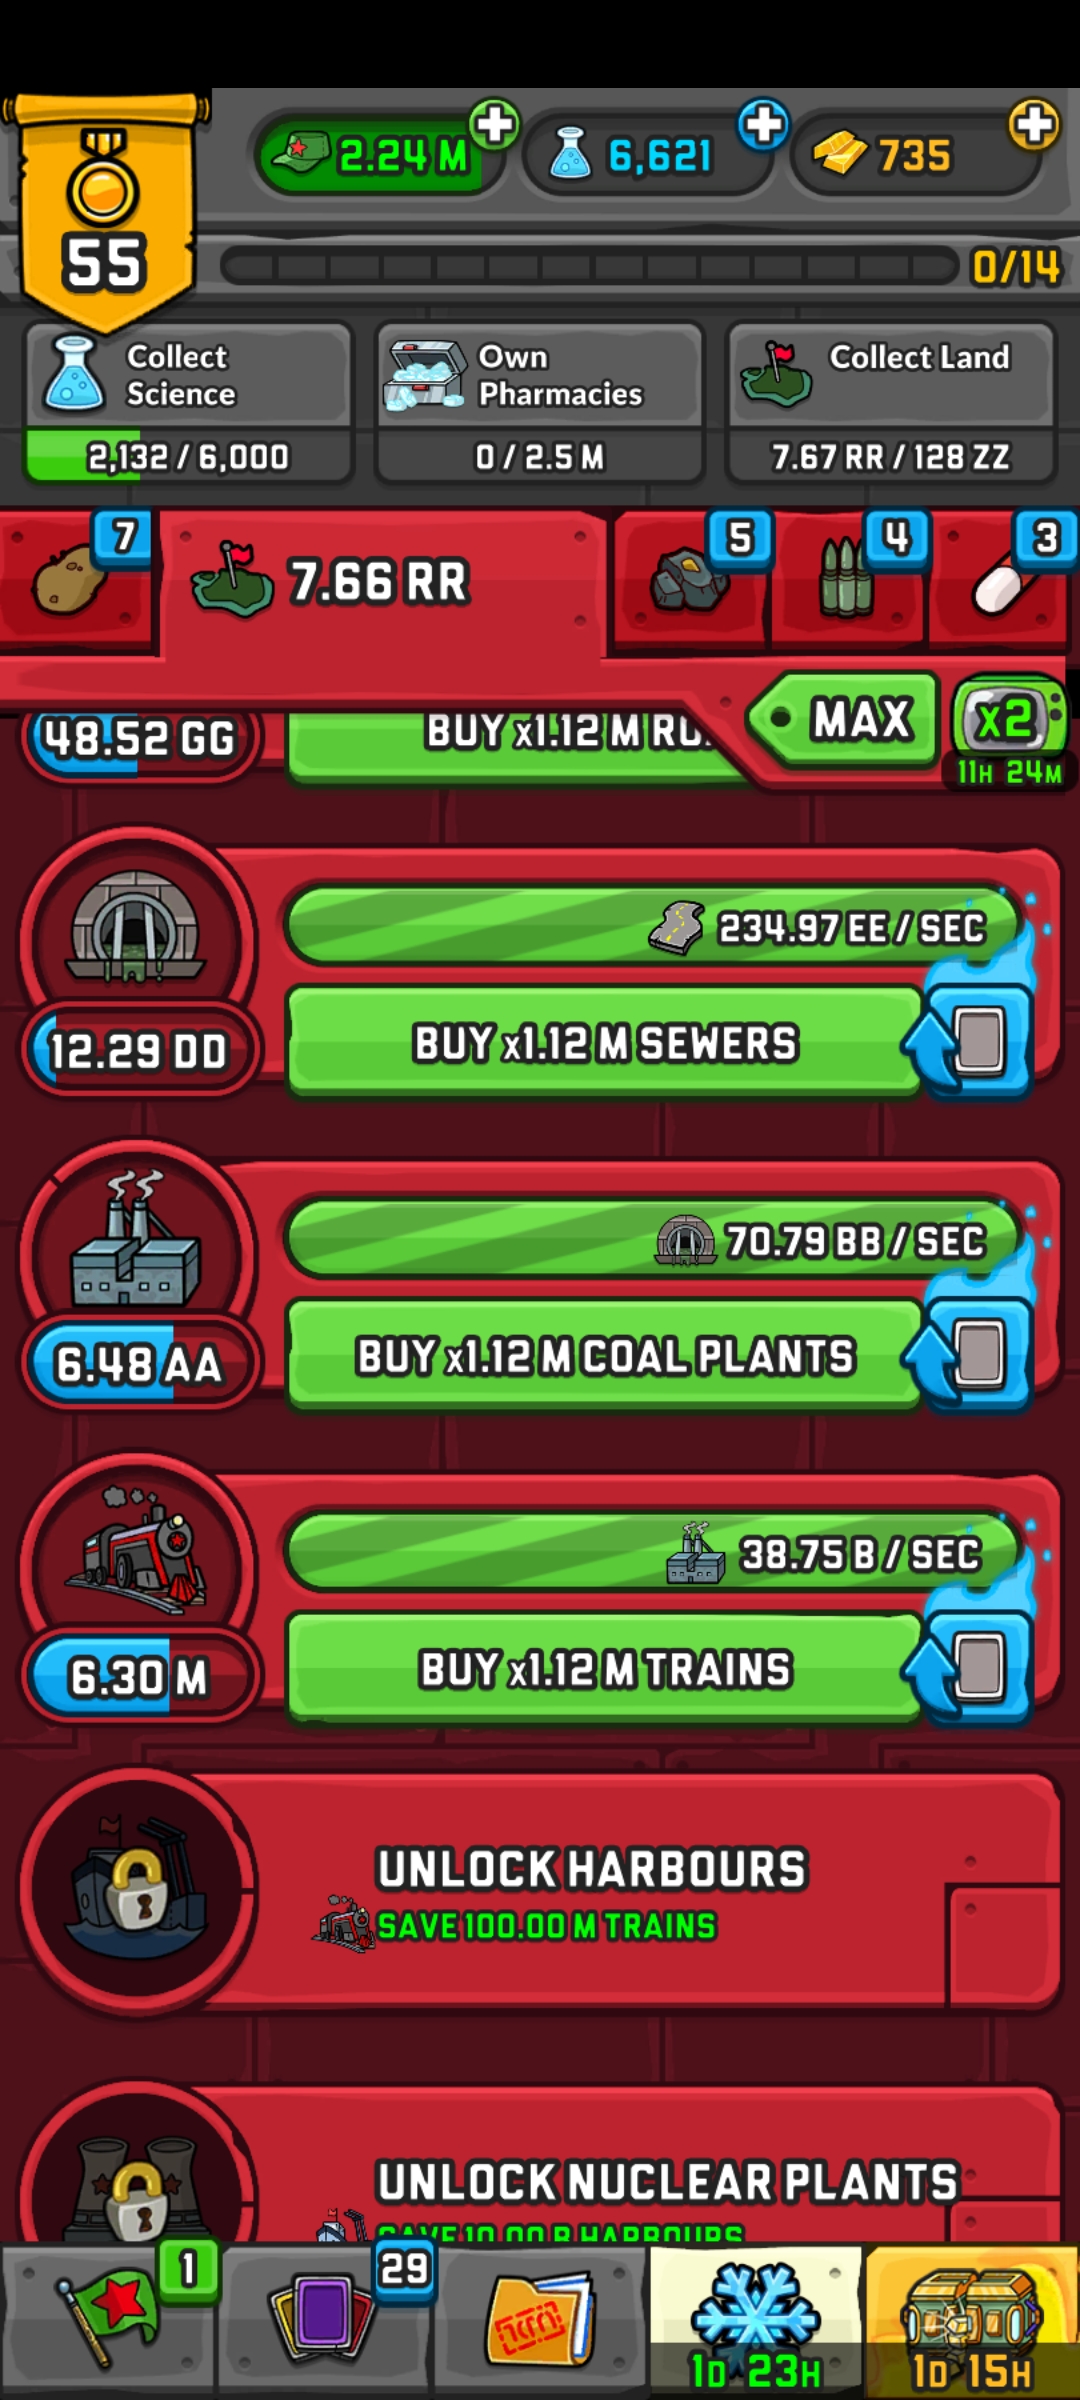 55
2.24 M
6,621
735
0/14
Collect
Science
2,132 / 6,000
Own
Pharmacies
0 / 2.5 M
Collect Land
7.67 RR / 128 ZZ
7
7.66 RR
5
4
3
MAX
x2
11H 24M
48.52 GG
BUY x1.12 M
234.97 EE / SEC
12.29 DD
BUY x1.12 M SEWERS
70.79 BB / SEC
6.48 AA
BUY x1.12 M COAL PLANTS
38.75 B / SEC
6.30 M
BUY x1.12 M TRAINS
UNLOCK HARBOURS
SAVE 100.00 M TRAINS
UNLOCK NUCLEAR PLANTS
SAVE 10.00 B HARBOURS
1
29
1D 23H
1D 15H